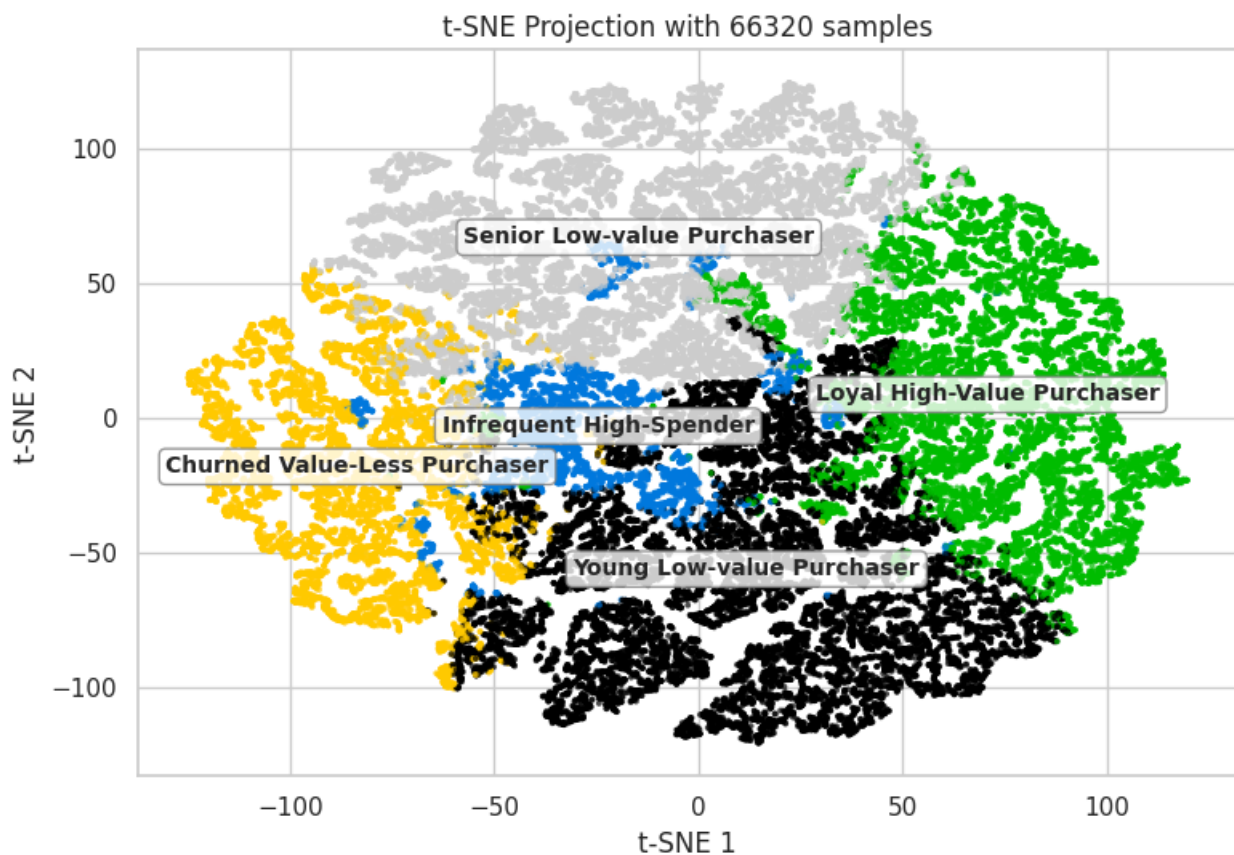 t-SNE Projection with 66320 samples
100
50
0
−50
−100
t-SNE 2
Senior Low-value Purchaser
Loyal High-Value Purchaser
Infrequent High-Spender
Churned Value-Less Purchaser
Young Low-value Purchaser
−100
−50
0
50
100
t-SNE 1